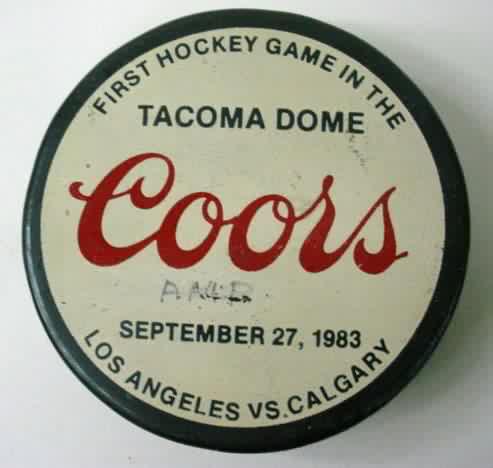 FIRST HOCKEY GAME IN THE
TACOMA DOME
Coors
SEPTEMBER 27, 1983
LOS ANGELES VS. CALGARY